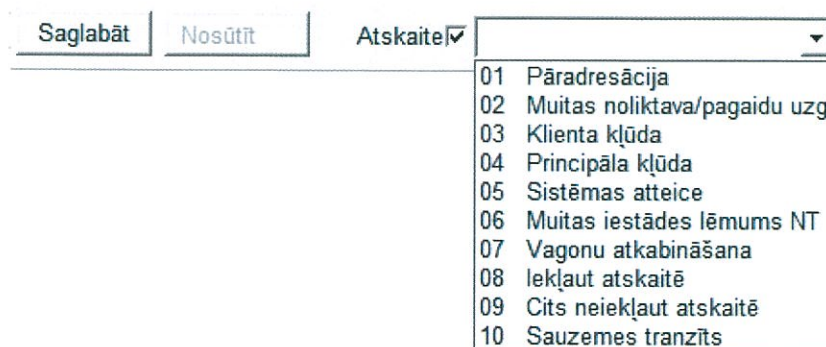 Saglabāt Nosūtīt Atskaite
01 Pāradresācija
02 Muitas noliktava/pagaidu uzg
03 Klienta kļūda
04 Principāla kļūda
05 Sistēmas atteice
06 Muitas iestādes lēmums NT
07 Vagonu atkabināšana
08 Iekļaut atskaitē
09 Cits neiekļaut atskaitē
10 Sauzemes tranzīts